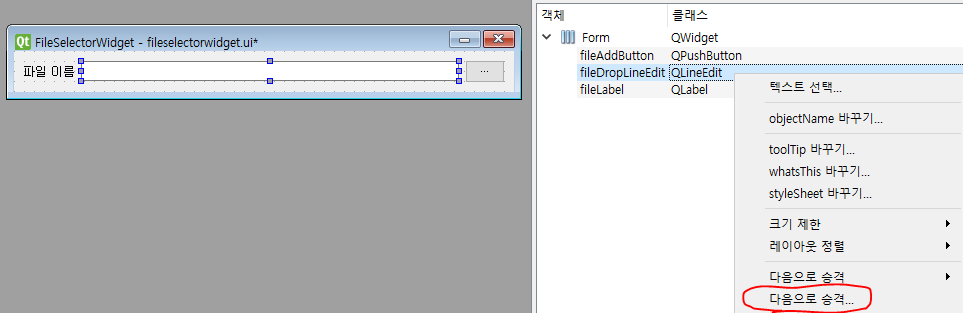 Qt FileSelectorWidget - fileselectorwidget.ui*
파일 이름
...
객체 클래스
Form QWidget
fileAddButton QPushButton
fileDropLineEdit QLineEdit
fileLabel QLabel
텍스트 선택...
objectName 바꾸기...
toolTip 바꾸기...
whatsThis 바꾸기...
styleSheet 바꾸기...
크기 제한
레이아웃 정렬
다음으로 승격
다음으로 승격...